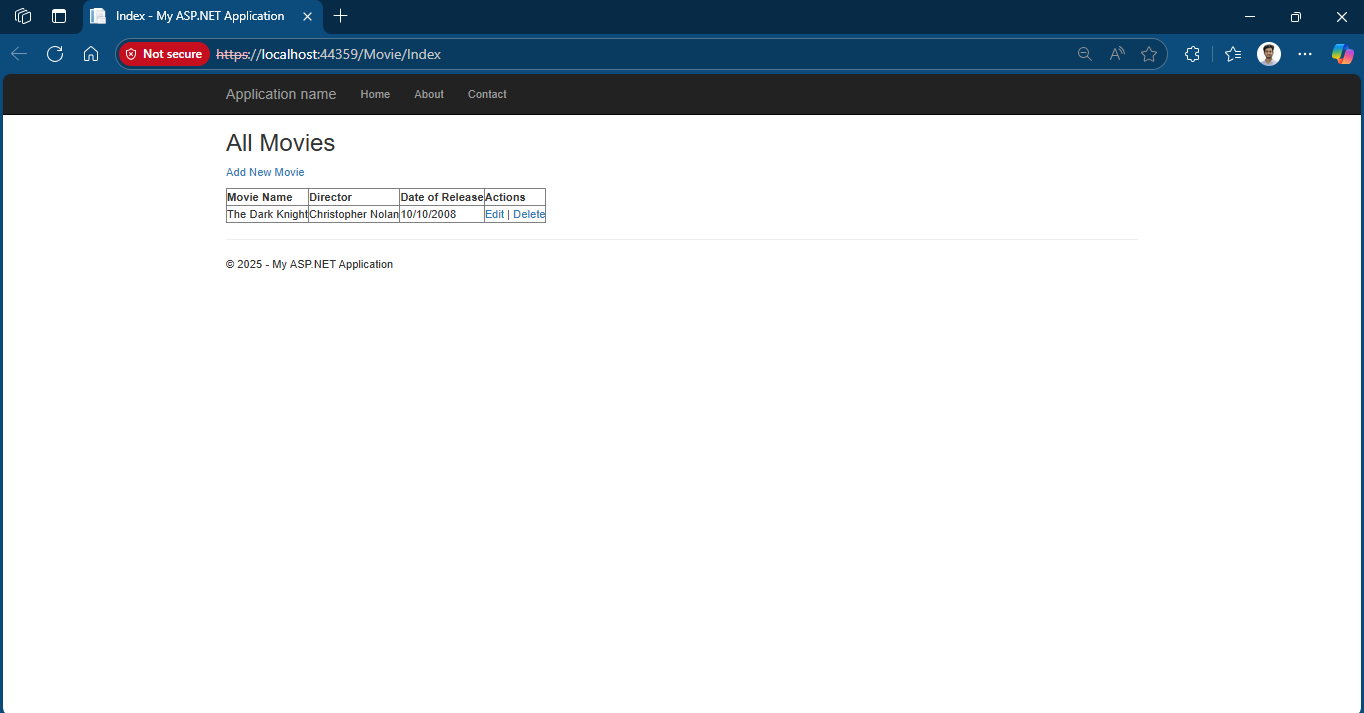 Index - My ASP.NET Application
Not secure https://localhost:44359/Movie/Index
Application name Home About Contact
All Movies
Add New Movie
Movie Name Director Date of Release Actions
The Dark Knight Christopher Nolan 10/10/2008 Edit | Delete
© 2025 - My ASP.NET Application